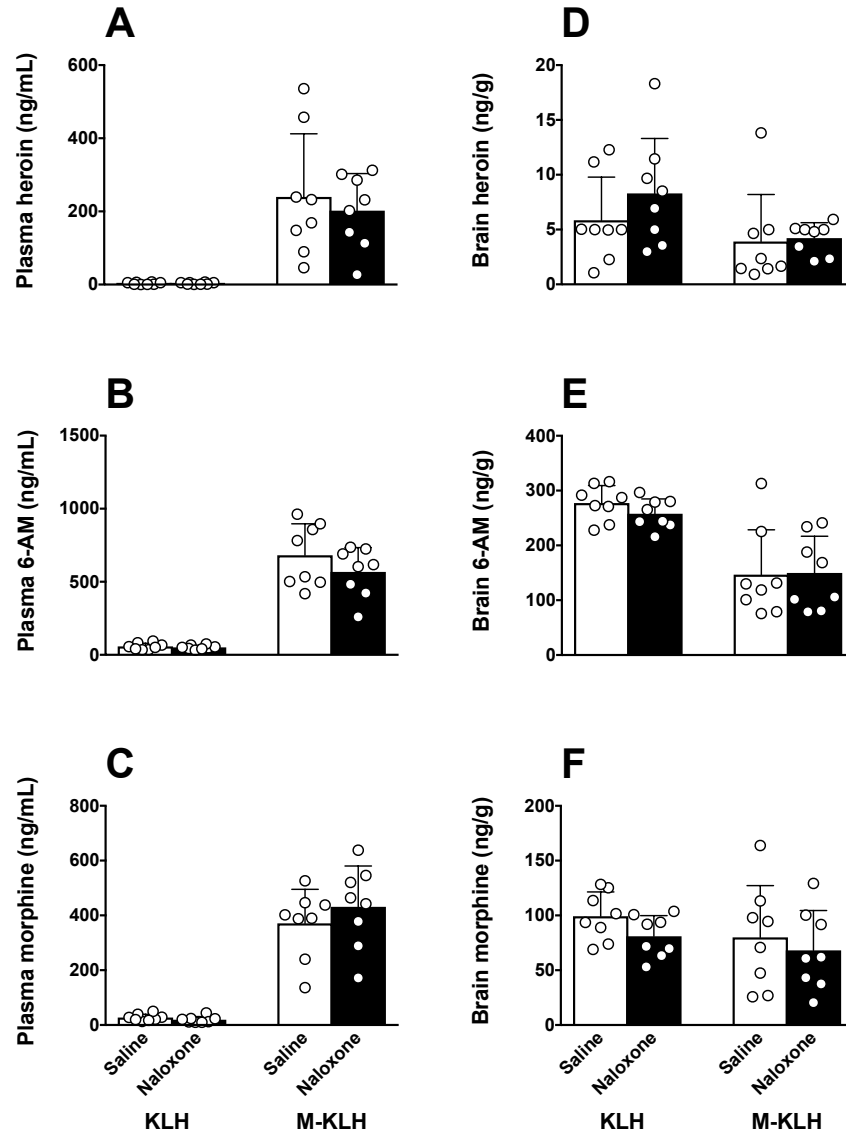 A
Plasma heroin (ng/mL)
600
400
200
0
D
Brain heroin (ng/g)
20
15
10
5
0
B
Plasma 6-AM (ng/mL)
1500
1000
500
0
E
Brain 6-AM (ng/g)
400
300
200
100
0
C
Plasma morphine (ng/mL)
800
600
400
200
0
Saline
Naloxone
Saline
Naloxone
KLH
M-KLH
F
Brain morphine (ng/g)
200
150
100
50
0
Saline
Naloxone
Saline
Naloxone
KLH
M-KLH